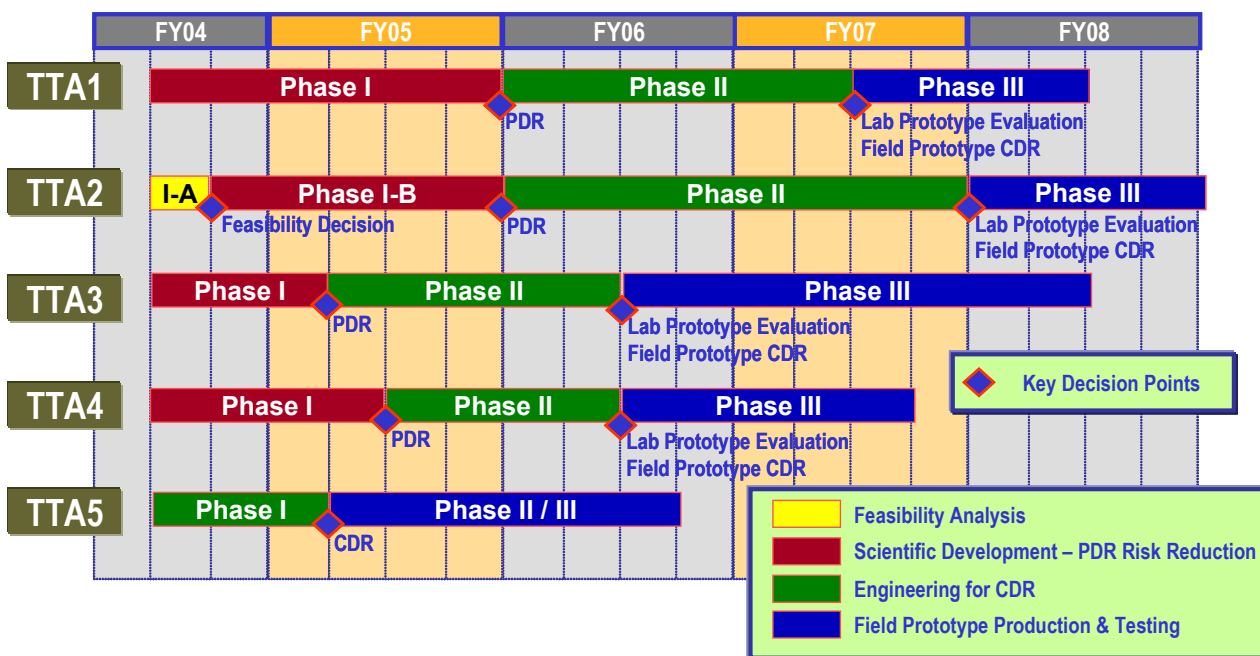 FY04 FY05 FY06 FY07 FY08
TTA1
Phase I Phase II Phase III
PDR
Lab Prototype Evaluation
Field Prototype CDR
TTA2
I-A Phase I-B Phase II Phase III
Feasibility Decision
PDR
Lab Prototype Evaluation
Field Prototype CDR
TTA3
Phase I Phase II Phase III
PDR
Lab Prototype Evaluation
Field Prototype CDR
Key Decision Points
TTA4
Phase I Phase II Phase III
PDR
Lab Prototype Evaluation
Field Prototype CDR
TTA5
Phase I Phase II / III
CDR
Feasibility Analysis
Scientific Development – PDR Risk Reduction
Engineering for CDR
Field Prototype Production & Testing